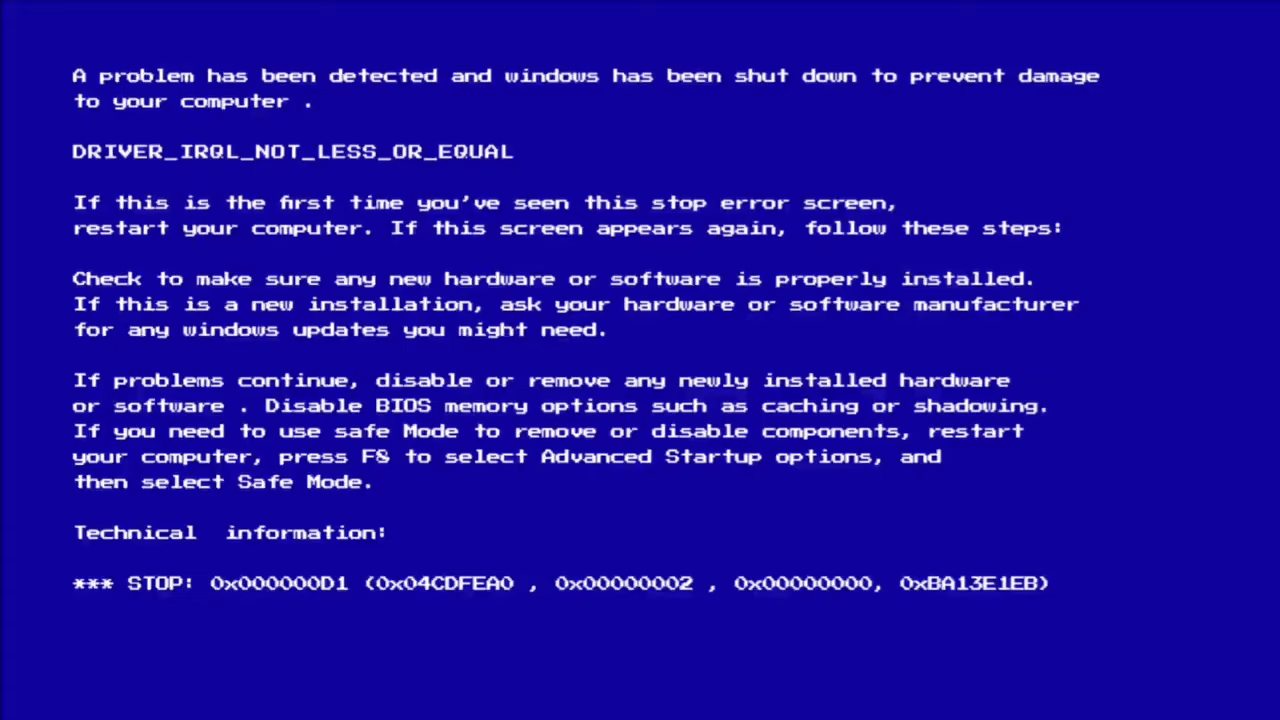 A problem has been detected and windows has been shut down to prevent damage
to your computer .
DRIVER_IRQL_NOT_LESS_OR_EQUAL
If this is the first time you've seen this stop error screen,
restart your computer. If this screen appears again, follow these steps:
Check to make sure any new hardware or software is properly installed.
If this is a new installation, ask your hardware or software manufacturer
for any windows updates you might need.
If problems continue, disable or remove any newly installed hardware
or software . Disable BIOS memory options such as caching or shadowing.
If you need to use safe Mode to remove or disable components, restart
your computer, press F8 to select Advanced Startup options, and
then select Safe Mode.
Technical  information:
*** STOP: 0x000000D1 (0x04CDFEA0 , 0x00000002 , 0x00000000, 0xBA13E1EB)